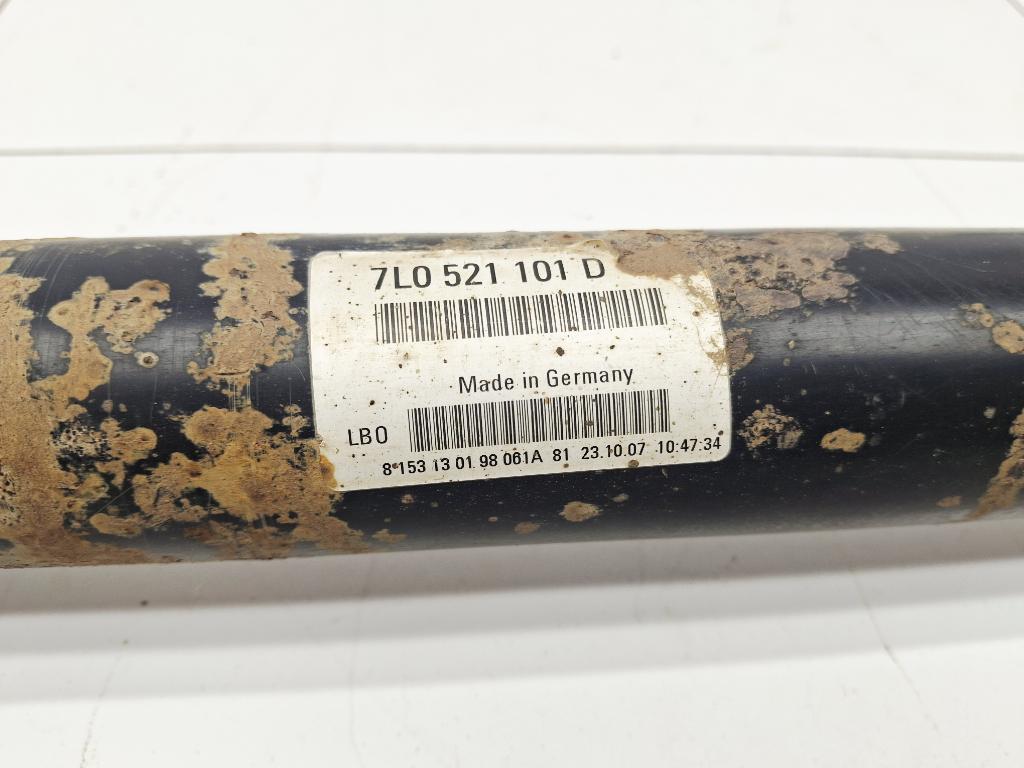 7L0 521 101 D
Made in Germany
LB0
8 153 13 01 98 061A 81 23.10.07 10:47:34